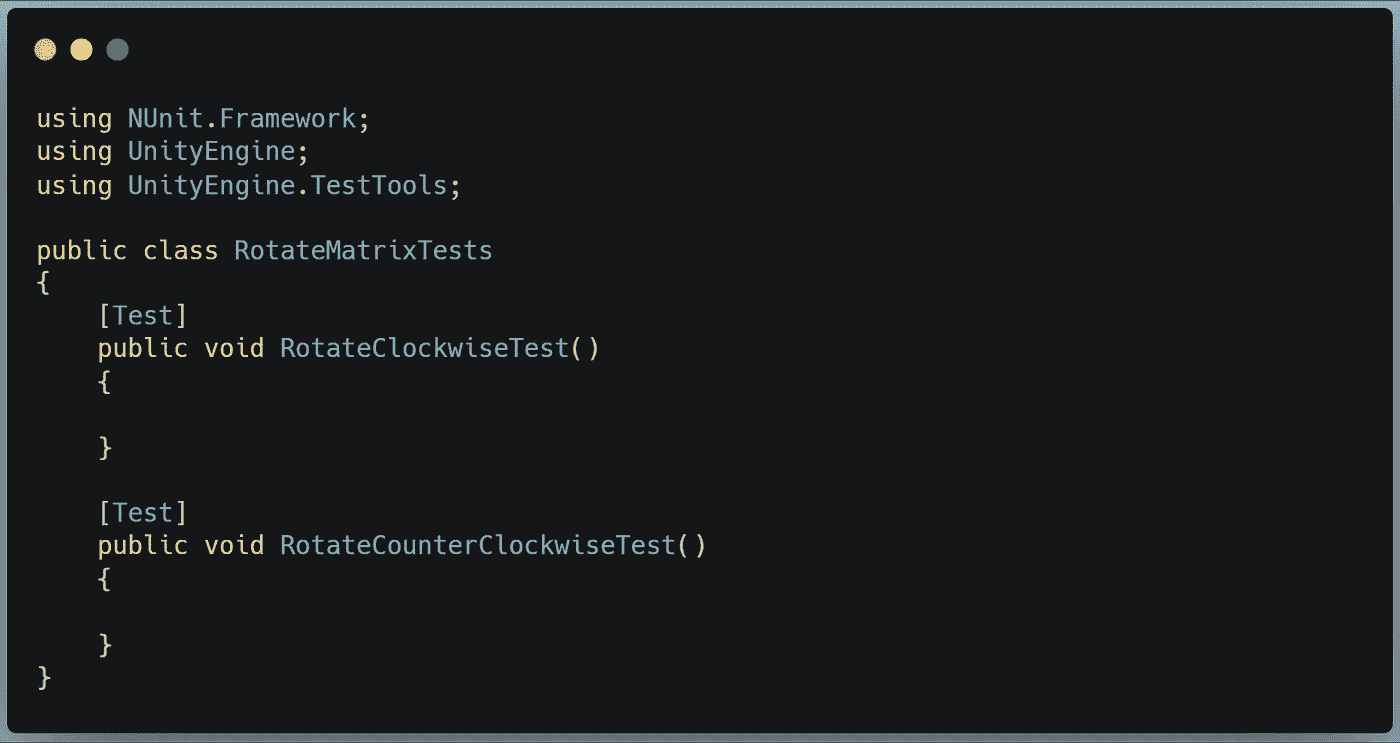 using NUnit.Framework;
using UnityEngine;
using UnityEngine.TestTools;

public class RotateMatrixTests
{
    [Test]
    public void RotateClockwiseTest()
    {

    }

    [Test]
    public void RotateCounterClockwiseTest()
    {

    }
}